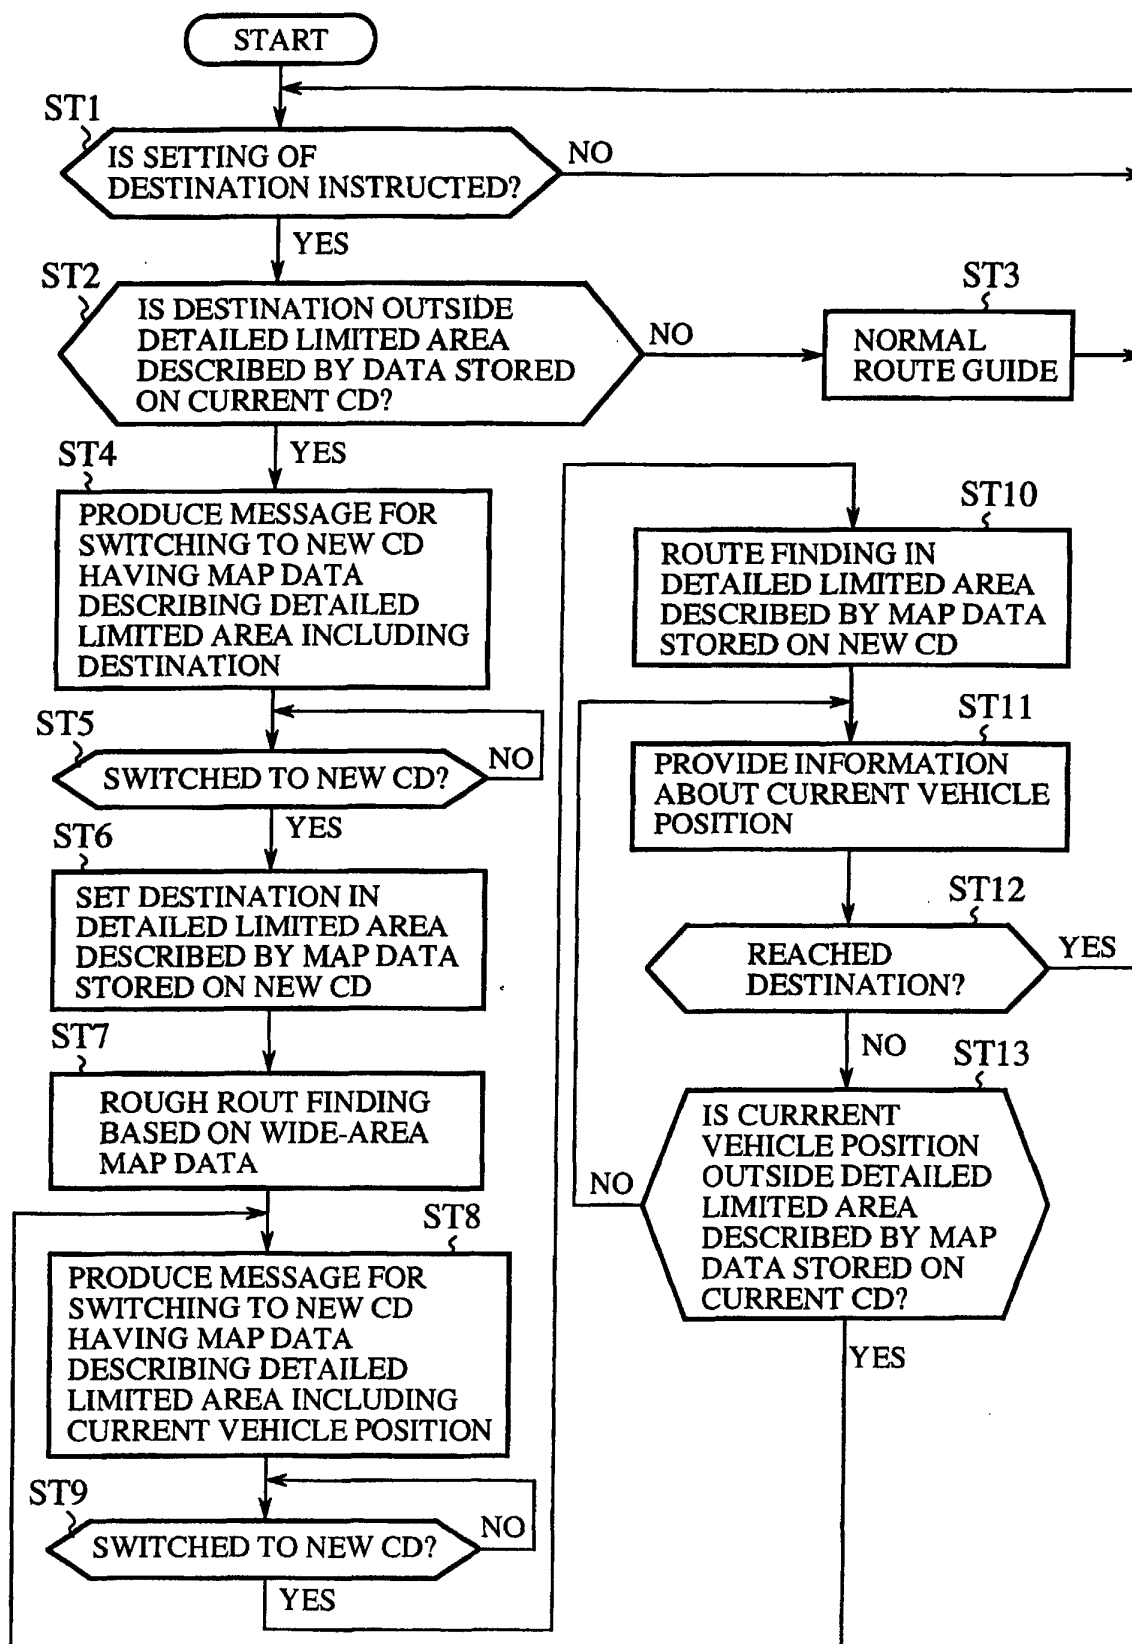 START
ST1
IS SETTING OF
DESTINATION INSTRUCTED?
NO
YES
ST2
IS DESTINATION OUTSIDE
DETAILED LIMITED AREA
DESCRIBED BY DATA STORED
ON CURRENT CD?
NO
ST3
NORMAL
ROUTE GUIDE
YES
ST4
PRODUCE MESSAGE FOR
SWITCHING TO NEW CD
HAVING MAP DATA
DESCRIBING DETAILED
LIMITED AREA INCLUDING
DESTINATION
ST5
SWITCHED TO NEW CD?
NO
YES
ST6
SET DESTINATION IN
DETAILED LIMITED AREA
DESCRIBED BY MAP DATA
STORED ON NEW CD
ST7
ROUGH ROUT FINDING
BASED ON WIDE-AREA
MAP DATA
ST8
PRODUCE MESSAGE FOR
SWITCHING TO NEW CD
HAVING MAP DATA
DESCRIBING DETAILED
LIMITED AREA INCLUDING
CURRENT VEHICLE POSITION
ST9
SWITCHED TO NEW CD?
NO
YES
ST10
ROUTE FINDING IN
DETAILED LIMITED AREA
DESCRIBED BY MAP DATA
STORED ON NEW CD
ST11
PROVIDE INFORMATION
ABOUT CURRENT VEHICLE
POSITION
ST12
REACHED
DESTINATION?
YES
NO
ST13
IS CURRRENT
VEHICLE POSITION
OUTSIDE DETAILED
LIMITED AREA
DESCRIBED BY MAP
DATA STORED ON
CURRENT CD?
NO
YES